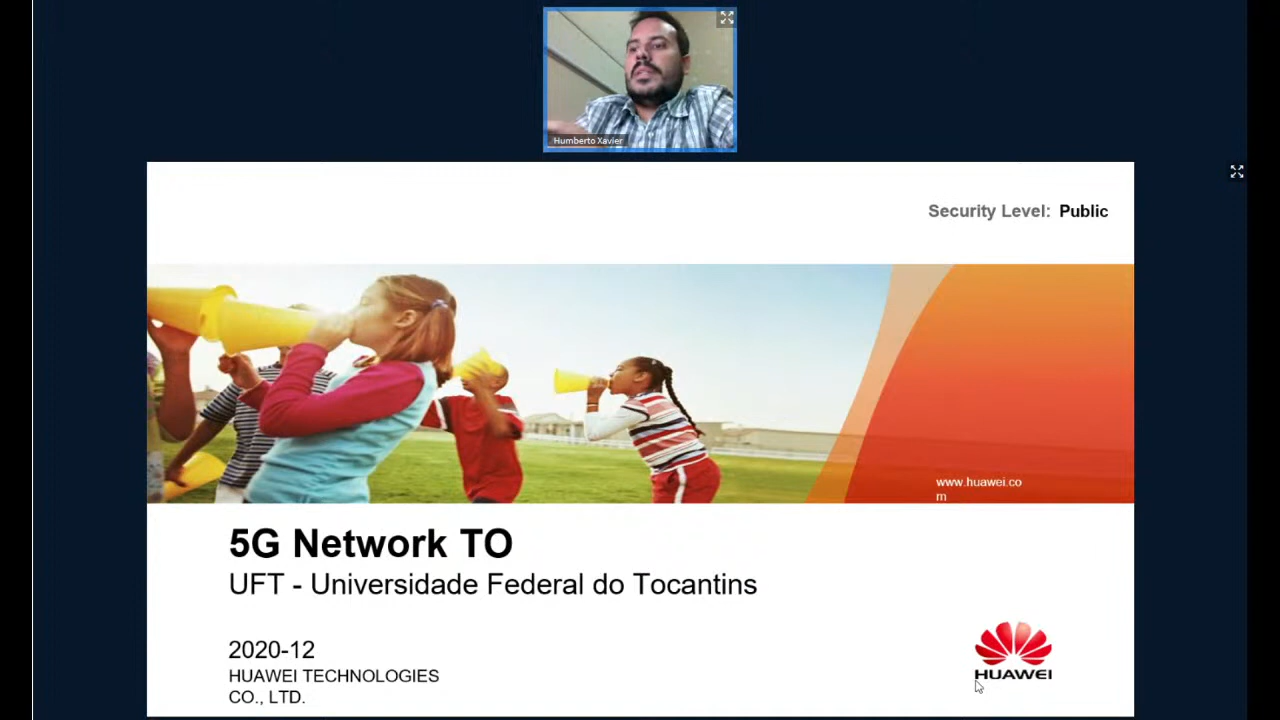 Humberto Xavier
Security Level: Public
www.huawei.co
m
5G Network TO
UFT - Universidade Federal do Tocantins
2020-12
HUAWEI TECHNOLOGIES
CO., LTD.
HUAWEI